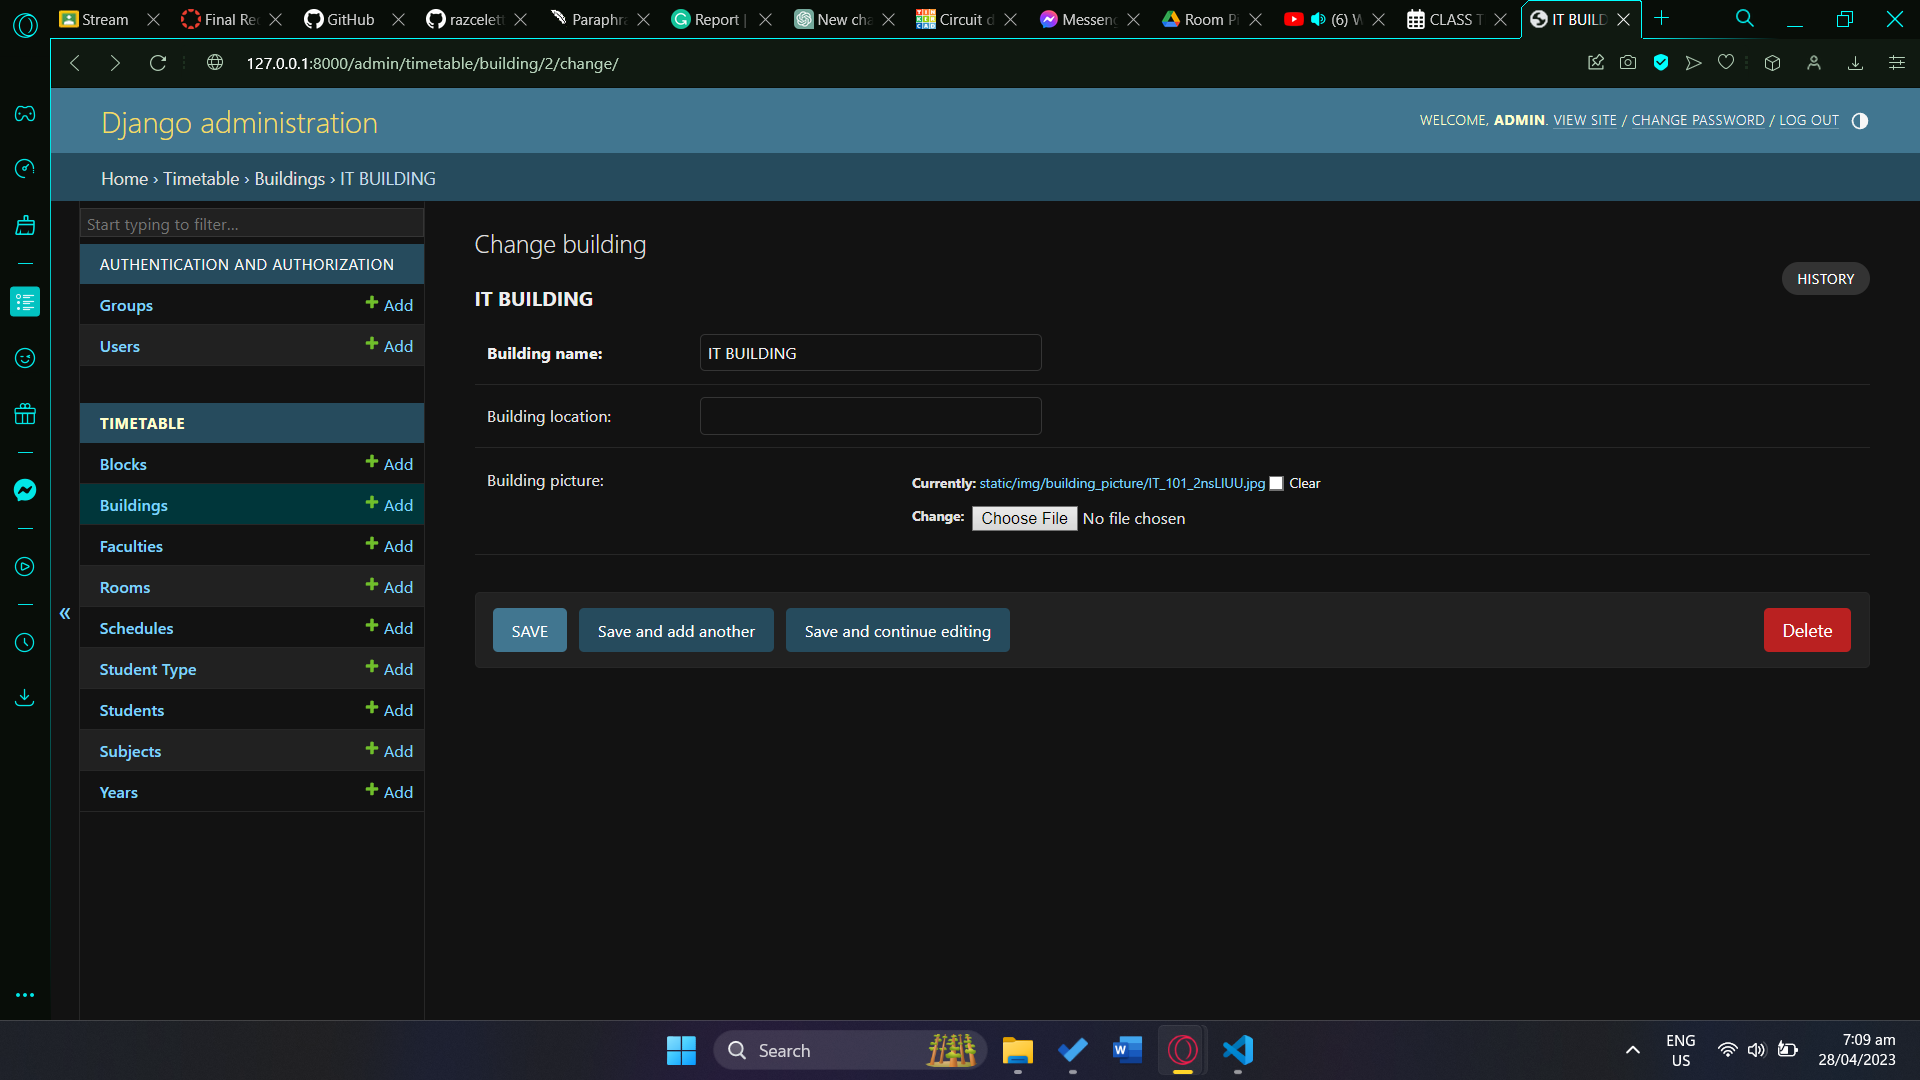 Stream
Final Re
GitHub
razcelett
Paraphra
Report |
New cha
Circuit d
Messen
Room Pi
(6) W
CLASS T
IT BUILD
127.0.0.1:8000/admin/timetable/building/2/change/
Django administration
WELCOME, ADMIN. VIEW SITE / CHANGE PASSWORD / LOG OUT
Home › Timetable › Buildings › IT BUILDING
Start typing to filter...
AUTHENTICATION AND AUTHORIZATION
Groups Add
Users Add
TIMETABLE
Blocks Add
Buildings Add
Faculties Add
Rooms Add
Schedules Add
Student Type Add
Students Add
Subjects Add
Years Add
«
Change building
HISTORY
IT BUILDING
Building name: IT BUILDING
Building location:
Building picture:
Currently: static/img/building_picture/IT_101_2nsLIUU.jpg Clear
Change: Choose File No file chosen
SAVE Save and add another Save and continue editing Delete
Search
ENG
US
7:09 am
28/04/2023